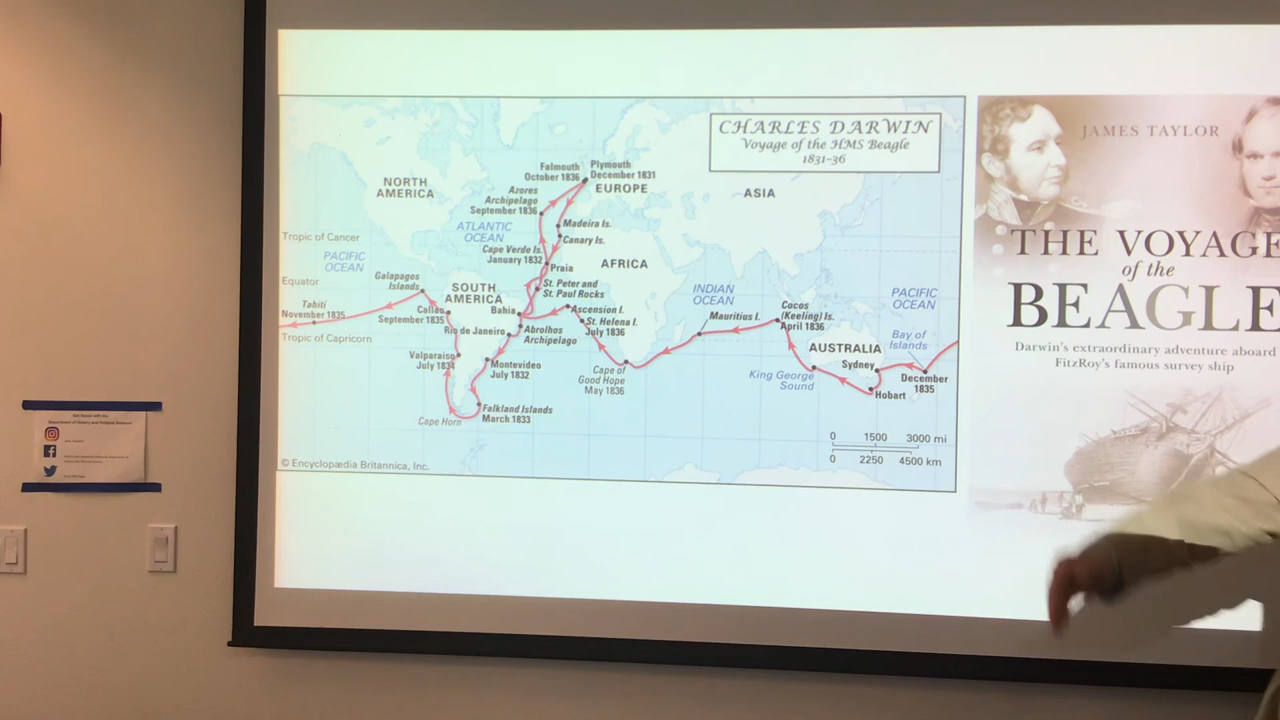 CHARLES DARWIN
Voyage of the HMS Beagle
1831-36
Falmouth
October 1836
Plymouth
December 1831
NORTH
AMERICA
EUROPE
ASIA
Azores
Archipelago
September 1836
ATLANTIC
OCEAN
Madeira Is.
Canary Is.
Tropic of Cancer
PACIFIC
OCEAN
Cape Verde Is.
January 1832
Praia
AFRICA
Equator
Galapagos
Islands
SOUTH
AMERICA
St. Peter and
St. Paul Rocks
INDIAN
OCEAN
PACIFIC
OCEAN
Tahiti
November 1835
Callao
September 1835
Bahia
Ascension I.
St. Helena I.
July 1836
Mauritius I.
Cocos
(Keeling) Is.
April 1836
Tropic of Capricorn
Rio de Janeiro
Abrolhos
Archipelago
Bay of
Islands
AUSTRALIA
Valparaiso
July 1834
Montevideo
July 1832
Cape of
Good Hope
May 1836
King George
Sound
Sydney
December
1835
Hobart
Cape Horn
Falkland Islands
March 1833
0 1500 3000 mi
0 2250 4500 km
© Encyclopædia Britannica, Inc.
JAMES TAYLOR
THE VOYAGE
of the
BEAGLE
Darwin's extraordinary adventure aboard
FitzRoy's famous survey ship
Department of History and Political Science!